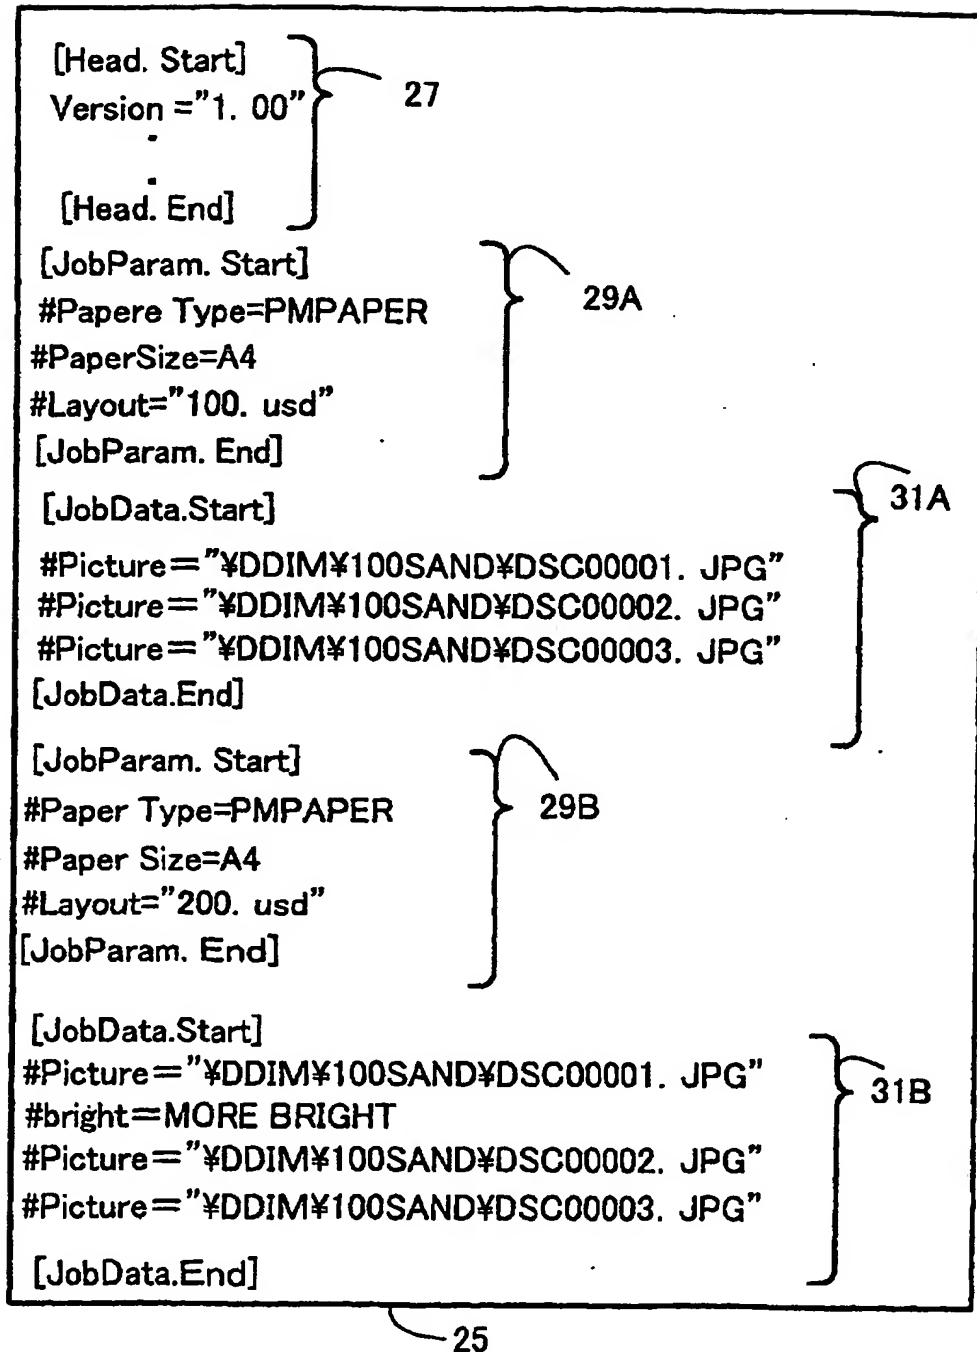 [Head. Start]
Version ="1. 00"
.
.
[Head. End]
27
[JobParam. Start]
#Papere Type=PMPAPER
#PaperSize=A4
#Layout="100. usd"
[JobParam. End]
29A
[JobData.Start]
#Picture="¥DDIM¥100SAND¥DSC00001. JPG"
#Picture="¥DDIM¥100SAND¥DSC00002. JPG"
#Picture="¥DDIM¥100SAND¥DSC00003. JPG"
[JobData.End]
31A
[JobParam. Start]
#Paper Type=PMPAPER
#Paper Size=A4
#Layout="200. usd"
[JobParam. End]
29B
[JobData.Start]
#Picture="¥DDIM¥100SAND¥DSC00001. JPG"
#bright=MORE BRIGHT
#Picture="¥DDIM¥100SAND¥DSC00002. JPG"
#Picture="¥DDIM¥100SAND¥DSC00003. JPG"
[JobData.End]
31B
25